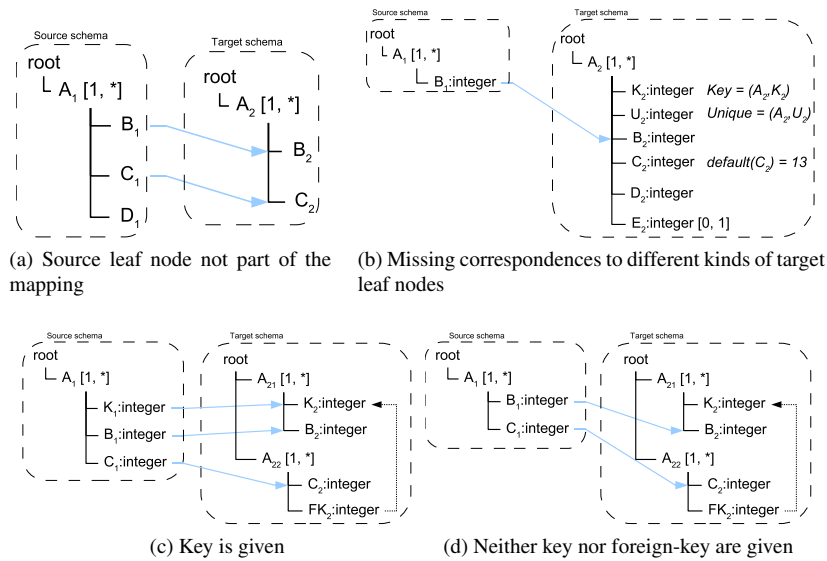 Source schema
root
A1 [1, *]
B1
C1
D1
Target schema
root
A2 [1, *]
B2
C2
(a) Source leaf node not part of the
mapping
Source schema
root
A1 [1, *]
B1:integer
Target schema
root
A2 [1, *]
K2:integer Key = (A2,K2)
U2:integer Unique = (A2,U2)
B2:integer
C2:integer default(C2) = 13
D2:integer
E2:integer [0, 1]
(b) Missing correspondences to different kinds of target
leaf nodes
Source schema
root
A1 [1, *]
K1:integer
B1:integer
C1:integer
Target schema
root
A21 [1, *]
K2:integer
B2:integer
A22 [1, *]
C2:integer
FK2:integer
(c) Key is given
Source schema
root
A1 [1, *]
B1:integer
C1:integer
Target schema
root
A21 [1, *]
K2:integer
B2:integer
A22 [1, *]
C2:integer
FK2:integer
(d) Neither key nor foreign-key are given